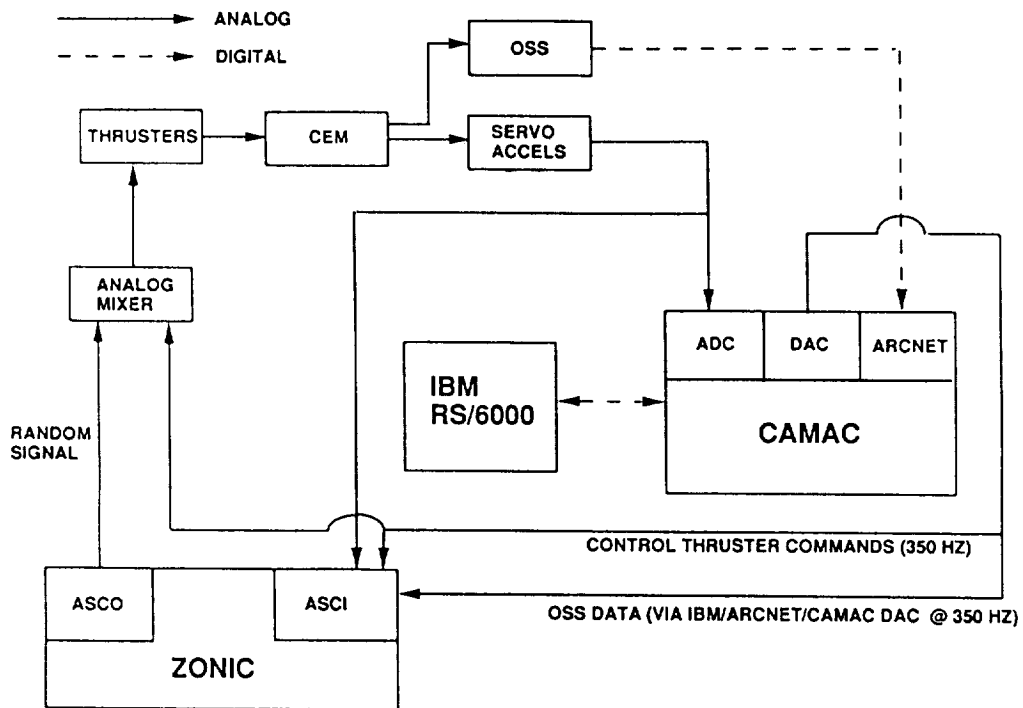 ANALOG
DIGITAL
OSS
THRUSTERS
CEM
SERVO
ACCELS
ANALOG
MIXER
ADC
DAC
ARCNET
IBM
RS/6000
CAMAC
RANDOM
SIGNAL
CONTROL THRUSTER COMMANDS (350 HZ)
ASCO
ASCI
OSS DATA (VIA IBM/ARCNET/CAMAC DAC @ 350 HZ)
ZONIC